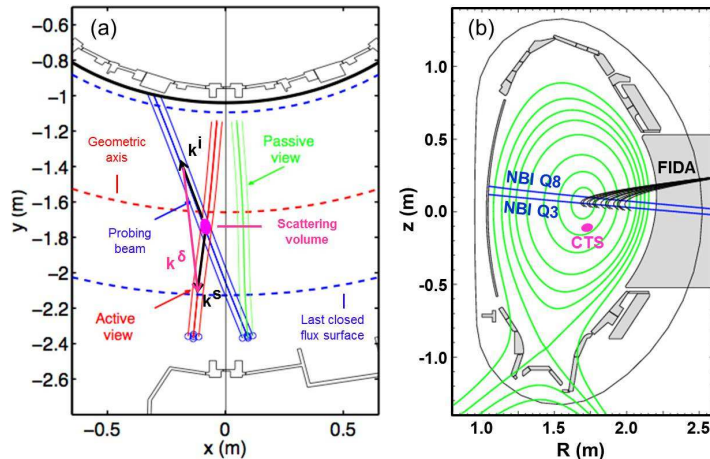 (a)
−0.6
−0.8
−1
−1.2
−1.4
−1.6
−1.8
−2
−2.2
−2.4
−2.6
y (m)
−0.5
0
0.5
x (m)
Geometric
axis
k^i
Passive
view
Probing
beam
Scattering
volume
k^δ
k^s
Active
view
Last closed
flux surface
(b)
1.0
0.5
0.0
-0.5
-1.0
z (m)
1.0
1.5
2.0
2.5
R (m)
NBI Q8
NBI Q3
FIDA
CTS